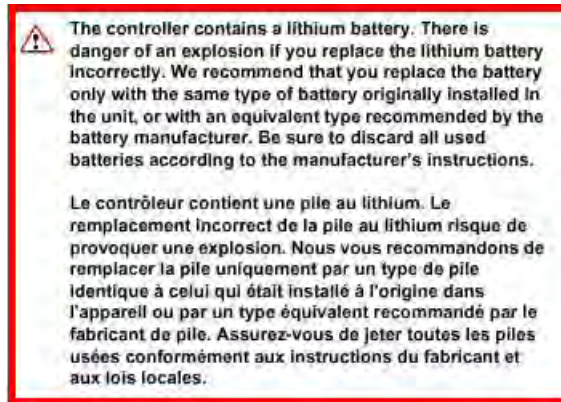 The controller contains a lithium battery. There is
danger of an explosion if you replace the lithium battery
incorrectly. We recommend that you replace the battery
only with the same type of battery originally installed in
the unit, or with an equivalent type recommended by the
battery manufacturer. Be sure to discard all used
batteries according to the manufacturer's instructions.
Le contrôleur contient une pile au lithium. Le
remplacement incorrect de la pile au lithium risque de
provoquer une explosion. Nous vous recommandons de
remplacer la pile uniquement par un type de pile
identique à celui qui était installé à l'origine dans
l'appareil ou par un type équivalent recommandé par le
fabricant de pile. Assurez-vous de jeter toutes les piles
usées conformément aux instructions du fabricant et
aux lois locales.